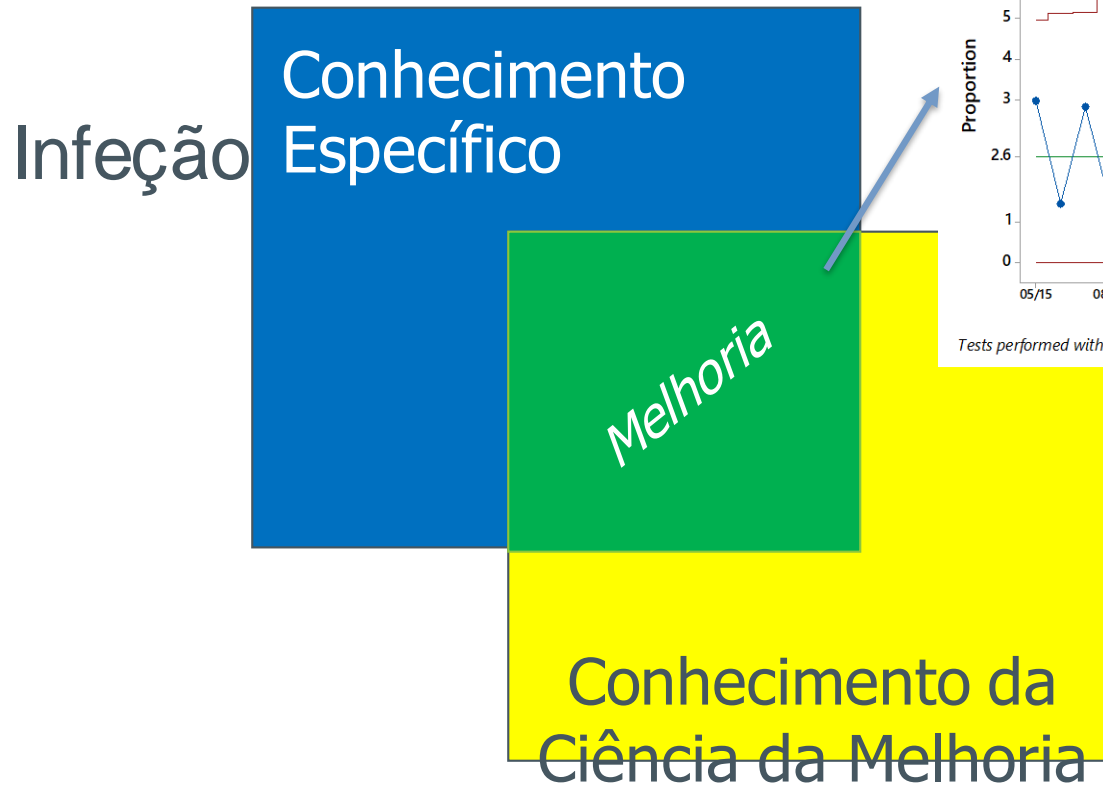 Conhecimento
Específico
Infeção
Melhoria
Conhecimento da
Ciência da Melhoria
Proportion
5
4
3
2.6
1
0
05/15
Tests performed with